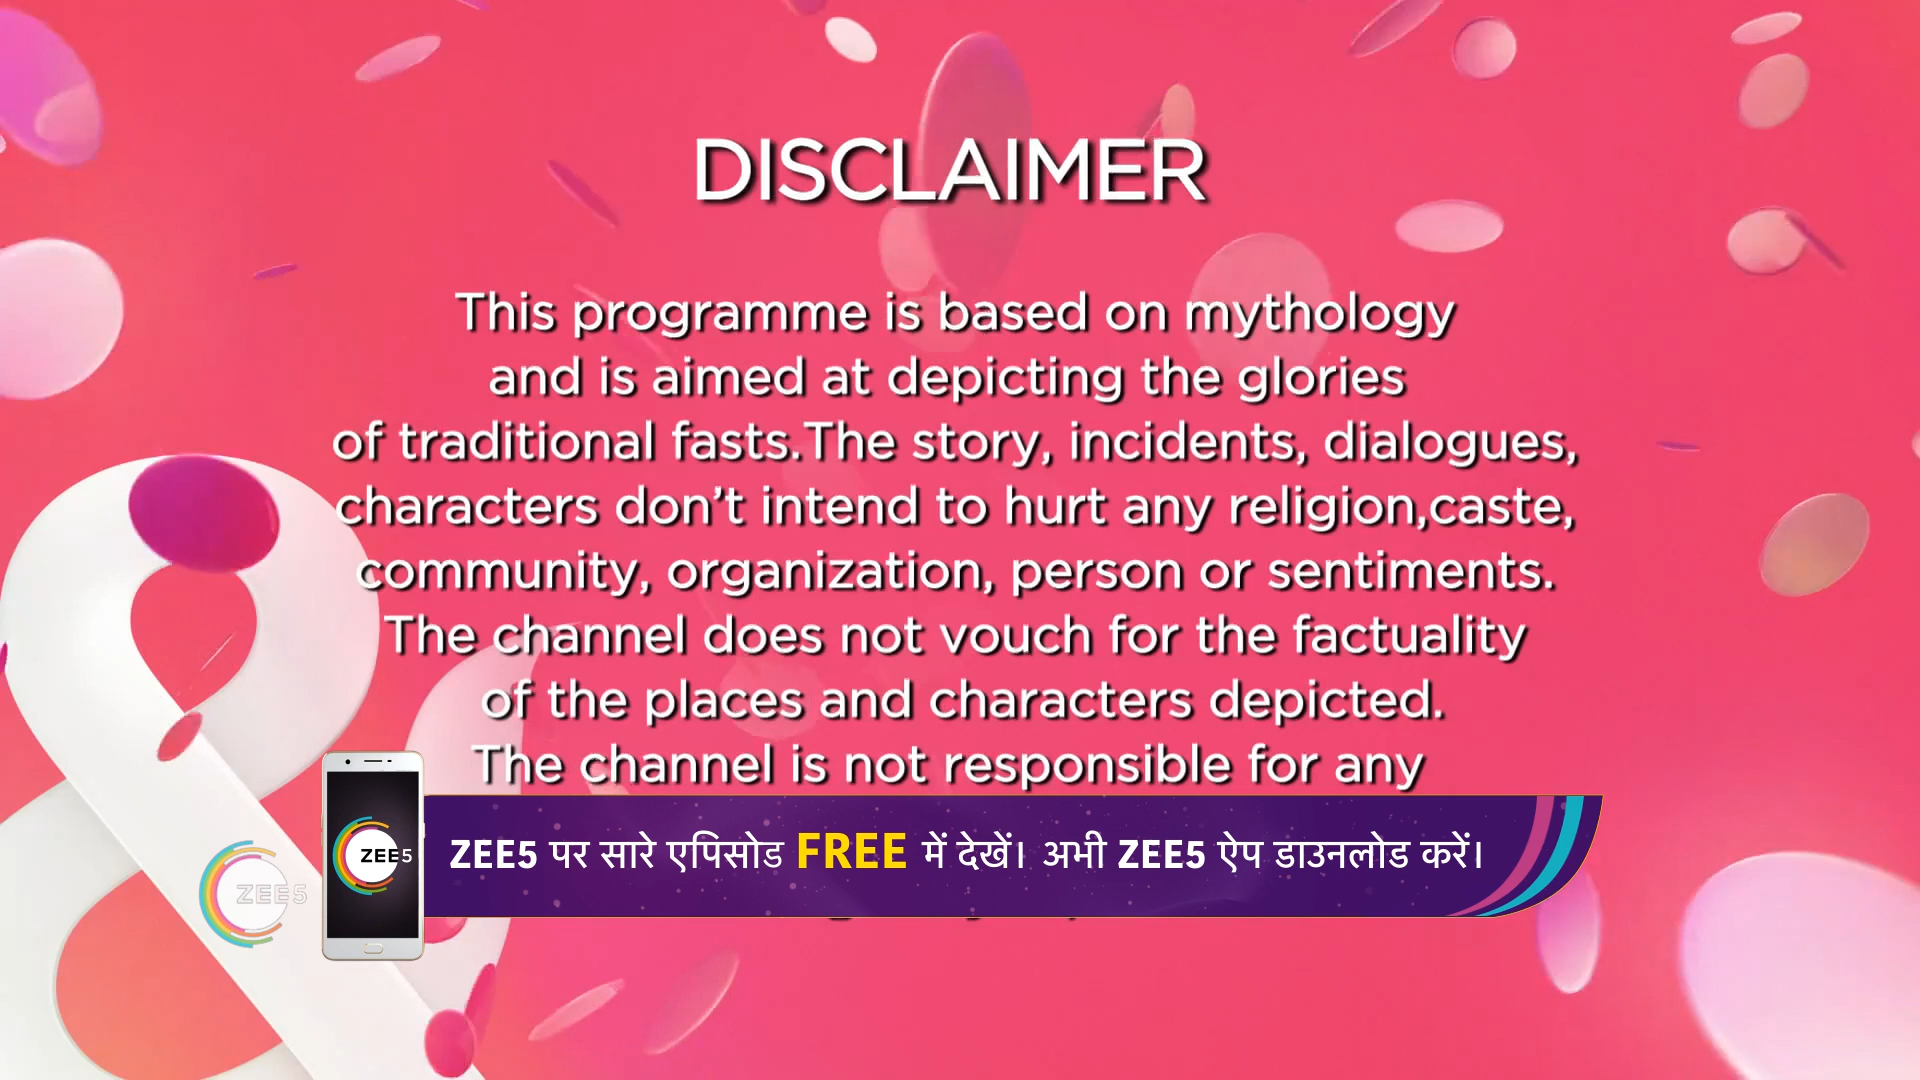 DISCLAIMER
This programme is based on mythology
and is aimed at depicting the glories
of traditional fasts.The story, incidents, dialogues,
characters don’t intend to hurt any religion,caste,
community, organization, person or sentiments.
The channel does not vouch for the factuality
of the places and characters depicted.
The channel is not responsible for any
ZEE5 पर सारे एपिसोड FREE में देखें। अभी ZEE5 ऐप डाउनलोड करें।
ZEE5
ZEE5